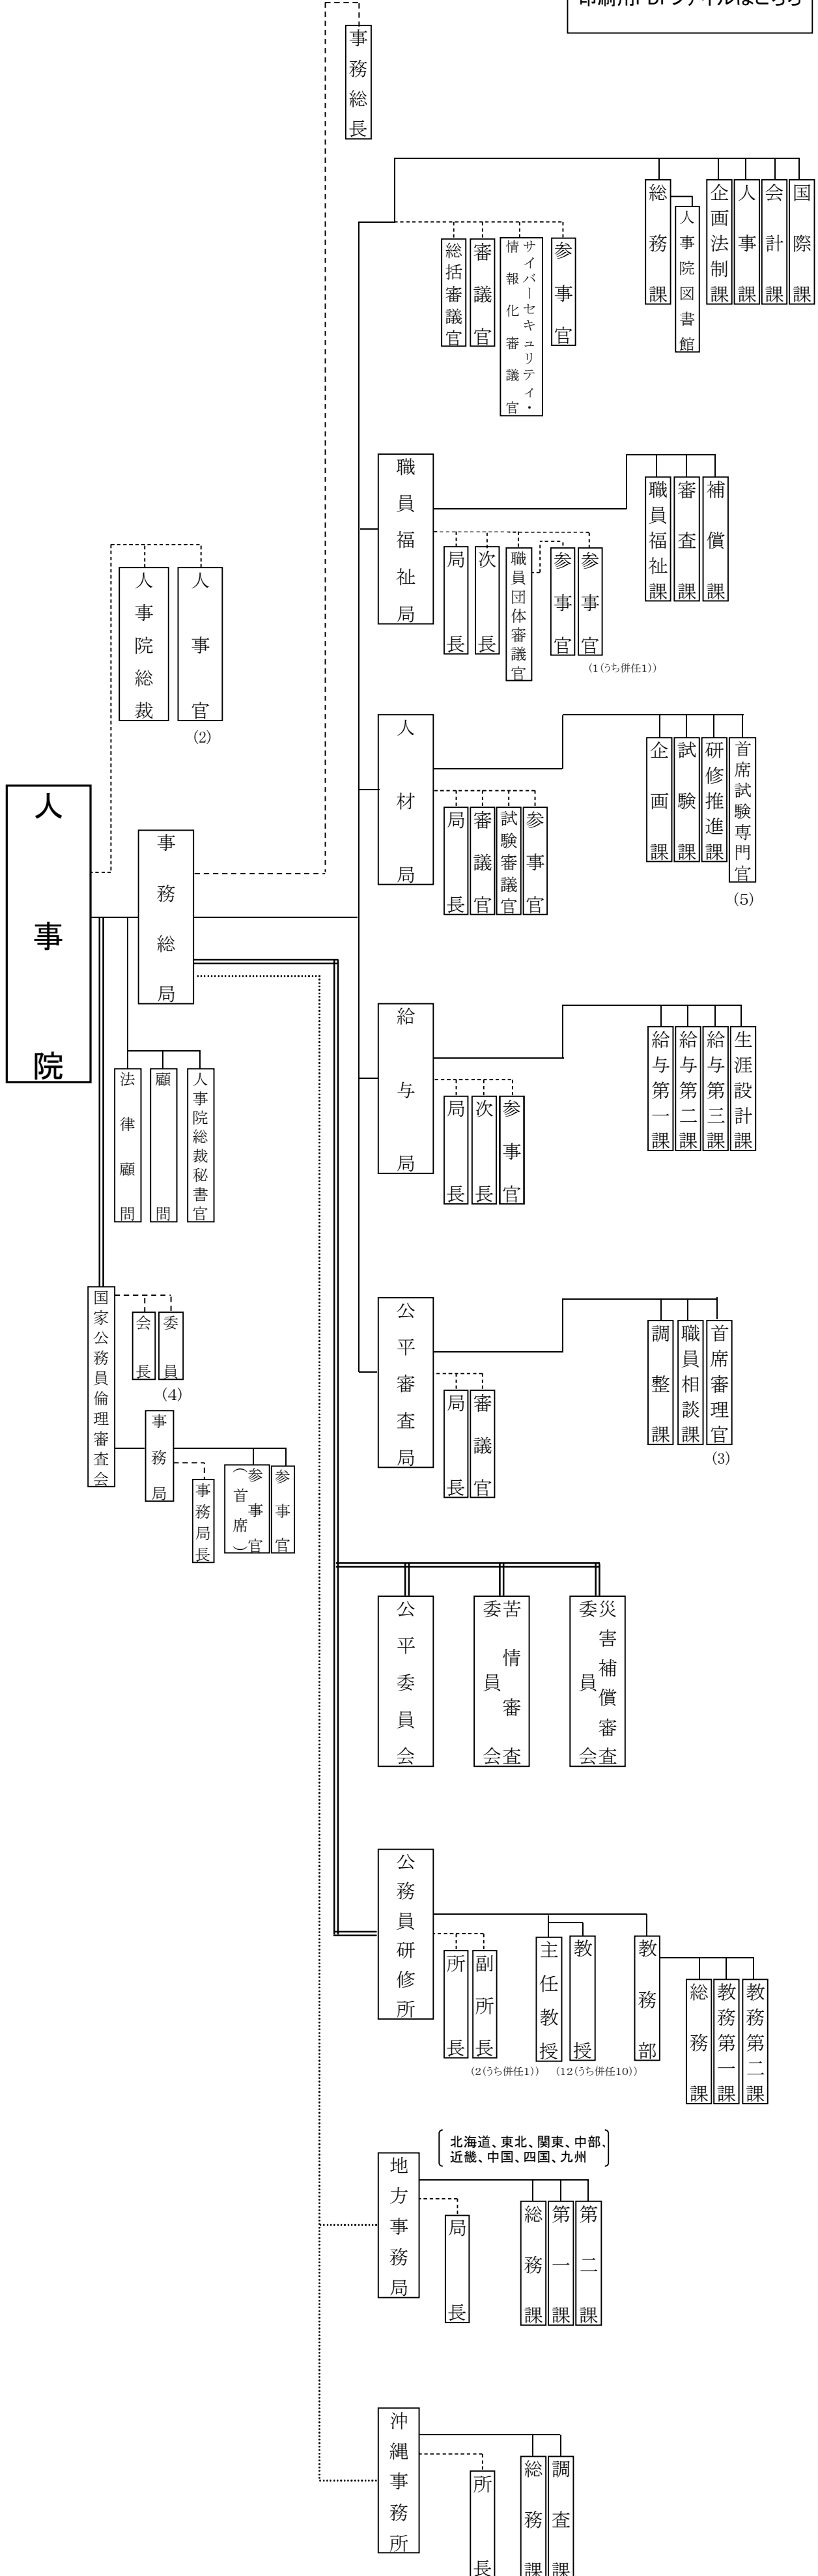 印刷用PDFファイルはこちら
事務総長
総務課
人事院図書館
企画法制課
人事課
会計課
国際課
総括審議官
審議官
サイバーセキュリティ・
情報化審議官
参事官
職員福祉局
職員福祉課
審査課
補償課
局長
次長
職員団体審議官
参事官
参事官
(1(うち併任1))
人事院総裁
人事官
(2)
人材局
企画課
試験課
研修推進課
首席試験専門官
(5)
局長
審議官
試験審議官
参事官
人事院
事務総局
給与局
給与第一課
給与第二課
給与第三課
生涯設計課
局長
次長
参事官
法律顧問
顧問
人事院総裁秘書官
国家公務員倫理審査会
会長
委員
(4)
事務局
事務局長
参事官
(首席)
参事官
公平審査局
調整課
職員相談課
首席審理官
(3)
局長
審議官
公平委員会
苦情審査
委員会
災害補償審査
委員会
公務員研修所
所長
副所長
主任教授
教授
(2(うち併任1))
(12(うち併任10))
教務部
総務課
教務第一課
教務第二課
北海道、東北、関東、中部、
近畿、中国、四国、九州
地方事務局
局長
総務課
第一課
第二課
沖縄事務所
所長
総務課
調査課